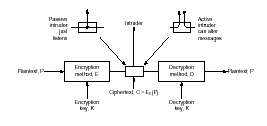 Passive
intruder
just
listens
Intruder
Active
intruder
can alter
messages
Plaintext, P
Encryption
method, E
Decryption
method, D
Plaintext, P
Ciphertext, C = EK(P)
Encryption
key, K
Decryption
key, K